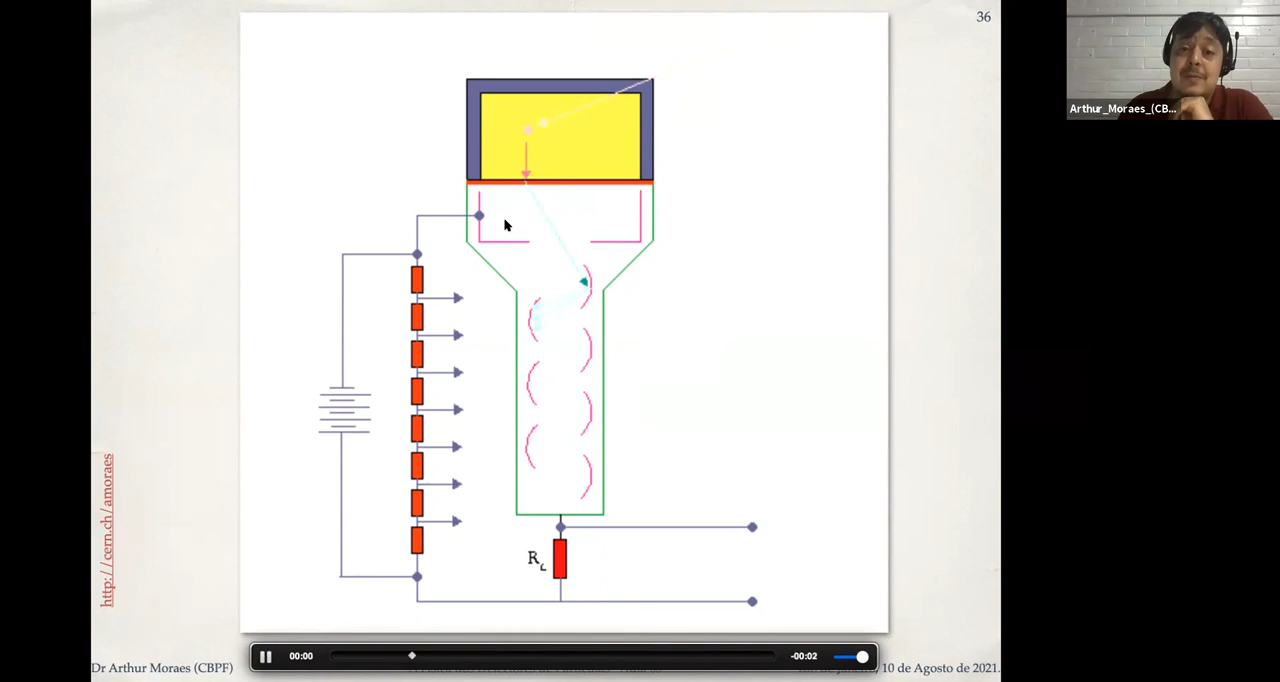 36
Arthur_Moraes_(CB...
http://cern.ch/amoraes
R_L
00:00
-00:02
Dr Arthur Moraes (CBPF)
10 de Agosto de 2021.